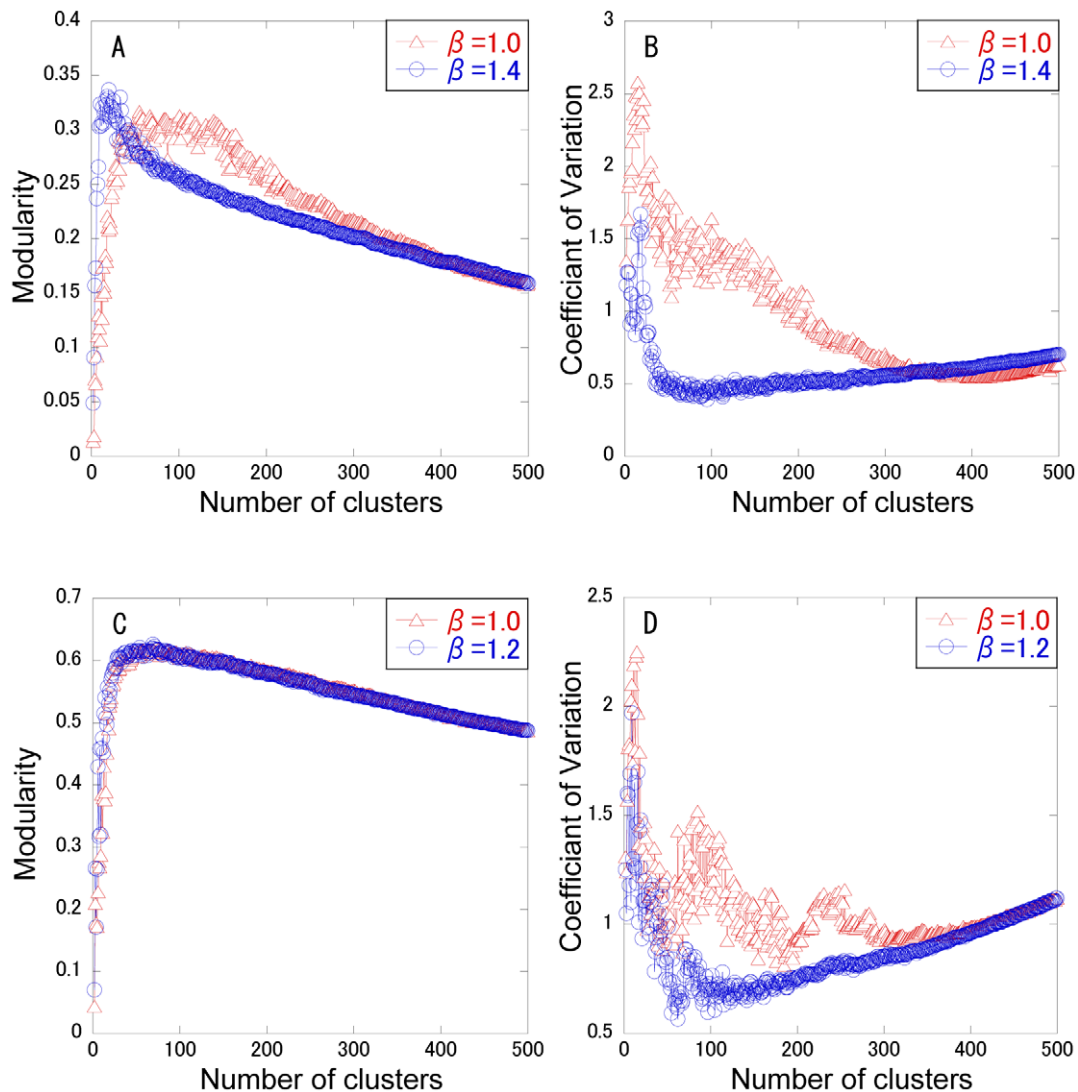 A
β=1.0
β=1.4
0.4
0.35
0.3
0.25
0.2
0.15
0.1
0.05
0
Modularity
0 100 200 300 400 500
Number of clusters
B
β=1.0
β=1.4
3
2.5
2
1.5
1
0.5
0
Coefficiant of Variation
0 100 200 300 400 500
Number of clusters
C
β=1.0
β=1.2
0.7
0.6
0.5
0.4
0.3
0.2
0.1
0
Modularity
0 100 200 300 400 500
Number of clusters
D
β=1.0
β=1.2
2.5
2
1.5
1
0.5
Coefficiant of Variation
0 100 200 300 400 500
Number of clusters